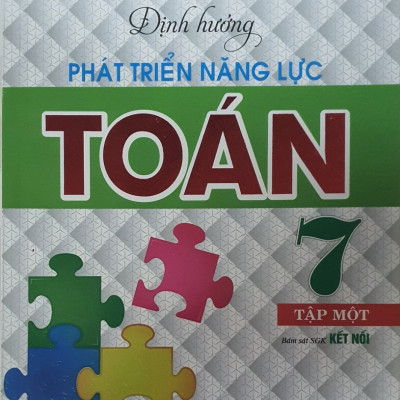 Định hướng
PHÁT TRIỂN NĂNG LỰC
TOÁN
7
TẬP MỘT
Bám sát SGK KẾT NỐI